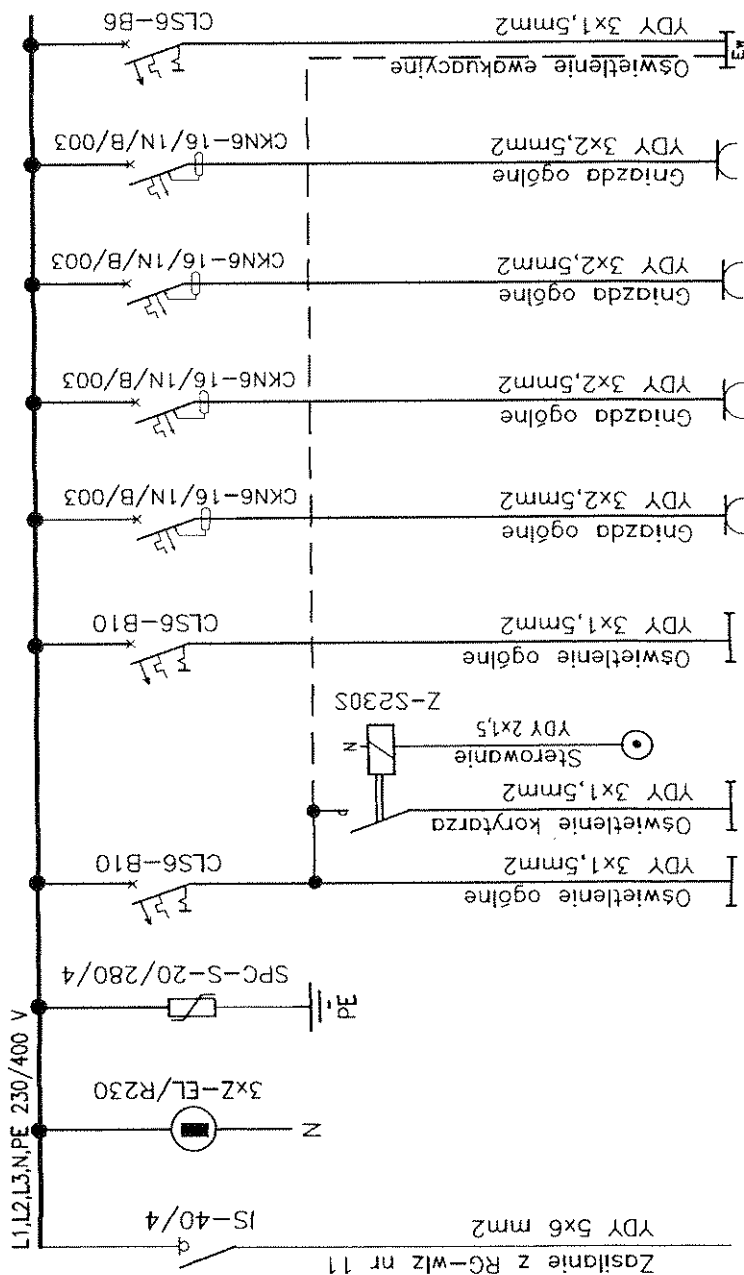 L1,L2,L3,N,PE 230/400 V
Zasilanie z RG-wlz nr 11
YDY 5x6 mm2
IS-40/4
3xZ-EL/R230
N
SPC-S-20/280/4
PE
CLS6-B10
Oświetlenie ogólne
YDY 3x1,5mm2
Oświetlenie korytarza
YDY 3x1,5mm2
Z-S230S
N
Sterowanie
YDY 2x1,5
CLS6-B10
Oświetlenie ogólne
YDY 3x1,5mm2
CKN6-16/1N/B/003
Gniazda ogólne
YDY 3x2,5mm2
CKN6-16/1N/B/003
Gniazda ogólne
YDY 3x2,5mm2
CKN6-16/1N/B/003
Gniazda ogólne
YDY 3x2,5mm2
CKN6-16/1N/B/003
Gniazda ogólne
YDY 3x2,5mm2
CLS6-B6
Oświetlenie ewakuacyjne
YDY 3x1,5mm2
Ew